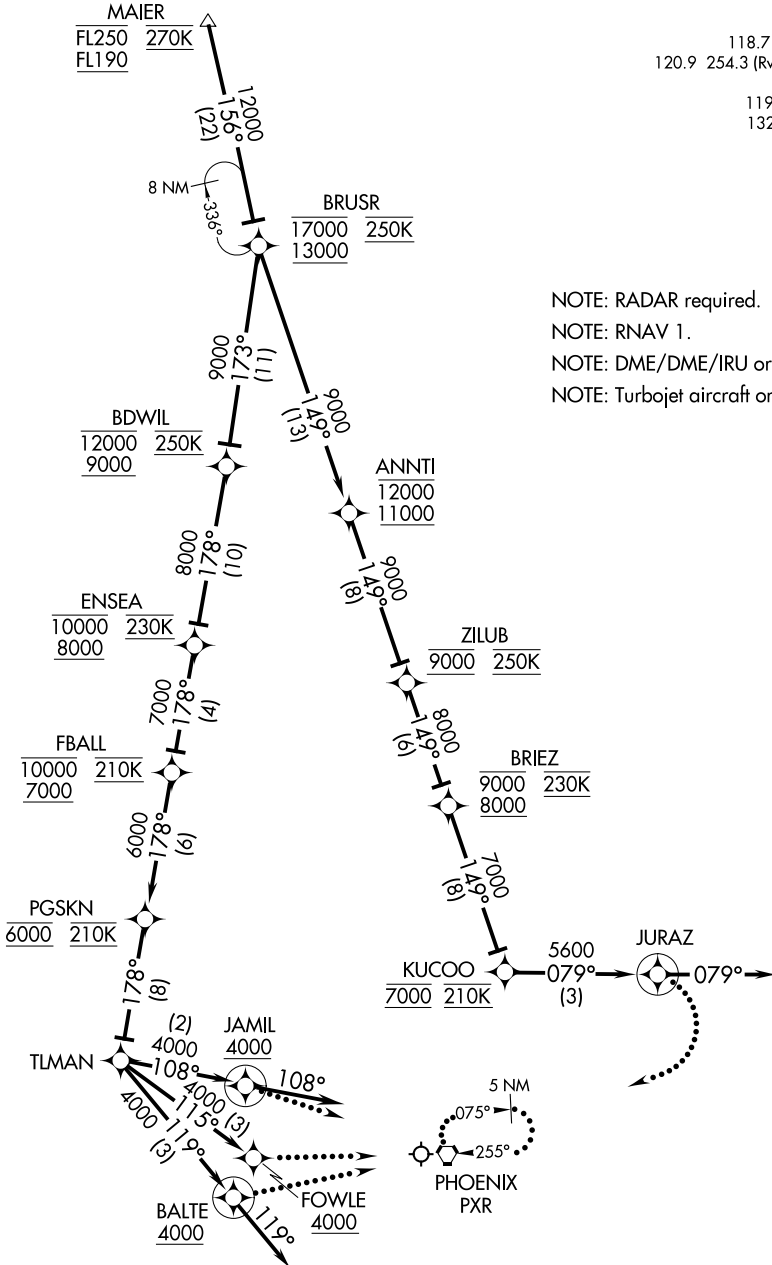 MAIER
FL250 270K
FL190
118.7
120.9 254.3 (Rw
119
132
12000
156°
(22)
8 NM
336°
BRUSR
17000 250K
13000
NOTE: RADAR required.
NOTE: RNAV 1.
NOTE: DME/DME/IRU or
NOTE: Turbojet aircraft or
9000
173°
(11)
9000
149°
(13)
BDWIL
12000 250K
9000
ANNTI
12000
11000
8000
178°
(10)
9000
149°
(8)
ENSEA
10000 230K
8000
ZILUB
9000 250K
7000
178°
(4)
8000
149°
(6)
FBALL
10000 210K
7000
BRIEZ
9000 230K
8000
6000
178°
(6)
7000
149°
(8)
PGSKN
6000 210K
KUCOO
7000 210K
5600
079°
(3)
JURAZ
079°
178°
(8)
TLMAN
(2)
4000
108°
JAMIL
4000
108°
4000 (3)
115°
4000
119°
(3)
FOWLE
4000
BALTE
4000
119°
5 NM
075°
255°
PHOENIX
PXR